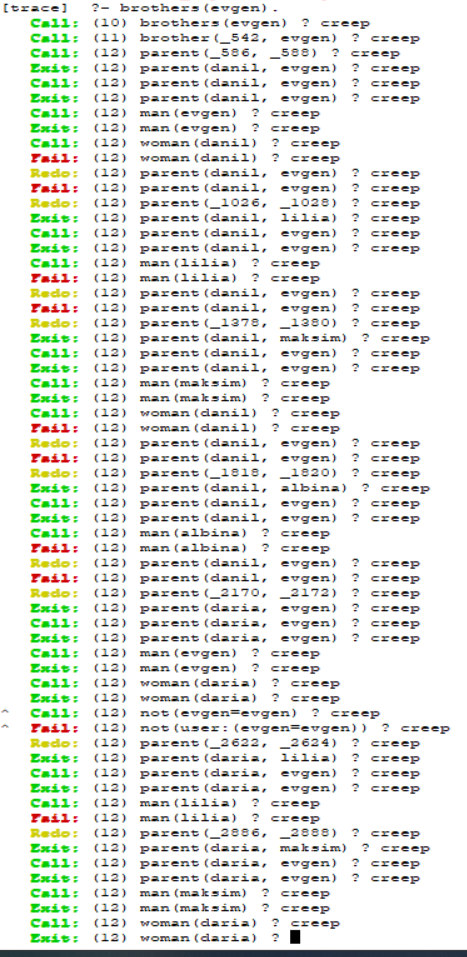 [trace]  ?- brothers(evgen).
Call: (10) brothers(evgen) ? creep
Call: (11) brother(_542, evgen) ? creep
Call: (12) parent(_586, _588) ? creep
Exit: (12) parent(danil, evgen) ? creep
Call: (12) parent(danil, evgen) ? creep
Exit: (12) parent(danil, evgen) ? creep
Call: (12) man(evgen) ? creep
Exit: (12) man(evgen) ? creep
Call: (12) woman(danil) ? creep
Fail: (12) woman(danil) ? creep
Redo: (12) parent(danil, evgen) ? creep
Fail: (12) parent(danil, evgen) ? creep
Redo: (12) parent(_1026, _1028) ? creep
Exit: (12) parent(danil, lilia) ? creep
Call: (12) parent(danil, evgen) ? creep
Exit: (12) parent(danil, evgen) ? creep
Call: (12) man(lilia) ? creep
Fail: (12) man(lilia) ? creep
Redo: (12) parent(danil, evgen) ? creep
Fail: (12) parent(danil, evgen) ? creep
Redo: (12) parent(_1378, _1380) ? creep
Exit: (12) parent(danil, maksim) ? creep
Call: (12) parent(danil, evgen) ? creep
Exit: (12) parent(danil, evgen) ? creep
Call: (12) man(maksim) ? creep
Exit: (12) man(maksim) ? creep
Call: (12) woman(danil) ? creep
Fail: (12) woman(danil) ? creep
Redo: (12) parent(danil, evgen) ? creep
Fail: (12) parent(danil, evgen) ? creep
Redo: (12) parent(_1818, _1820) ? creep
Exit: (12) parent(danil, albina) ? creep
Call: (12) parent(danil, evgen) ? creep
Exit: (12) parent(danil, evgen) ? creep
Call: (12) man(albina) ? creep
Fail: (12) man(albina) ? creep
Redo: (12) parent(danil, evgen) ? creep
Fail: (12) parent(danil, evgen) ? creep
Redo: (12) parent(_2170, _2172) ? creep
Exit: (12) parent(daria, evgen) ? creep
Call: (12) parent(daria, evgen) ? creep
Exit: (12) parent(daria, evgen) ? creep
Call: (12) man(evgen) ? creep
Exit: (12) man(evgen) ? creep
Call: (12) woman(daria) ? creep
Exit: (12) woman(daria) ? creep
^ Call: (12) not(evgen=evgen) ? creep
^ Fail: (12) not(user:(evgen=evgen)) ? creep
Redo: (12) parent(_2622, _2624) ? creep
Exit: (12) parent(daria, lilia) ? creep
Call: (12) parent(daria, evgen) ? creep
Exit: (12) parent(daria, evgen) ? creep
Call: (12) man(lilia) ? creep
Fail: (12) man(lilia) ? creep
Redo: (12) parent(_2886, _2888) ? creep
Exit: (12) parent(daria, maksim) ? creep
Call: (12) parent(daria, evgen) ? creep
Exit: (12) parent(daria, evgen) ? creep
Call: (12) man(maksim) ? creep
Exit: (12) man(maksim) ? creep
Call: (12) woman(daria) ? creep
Exit: (12) woman(daria) ?